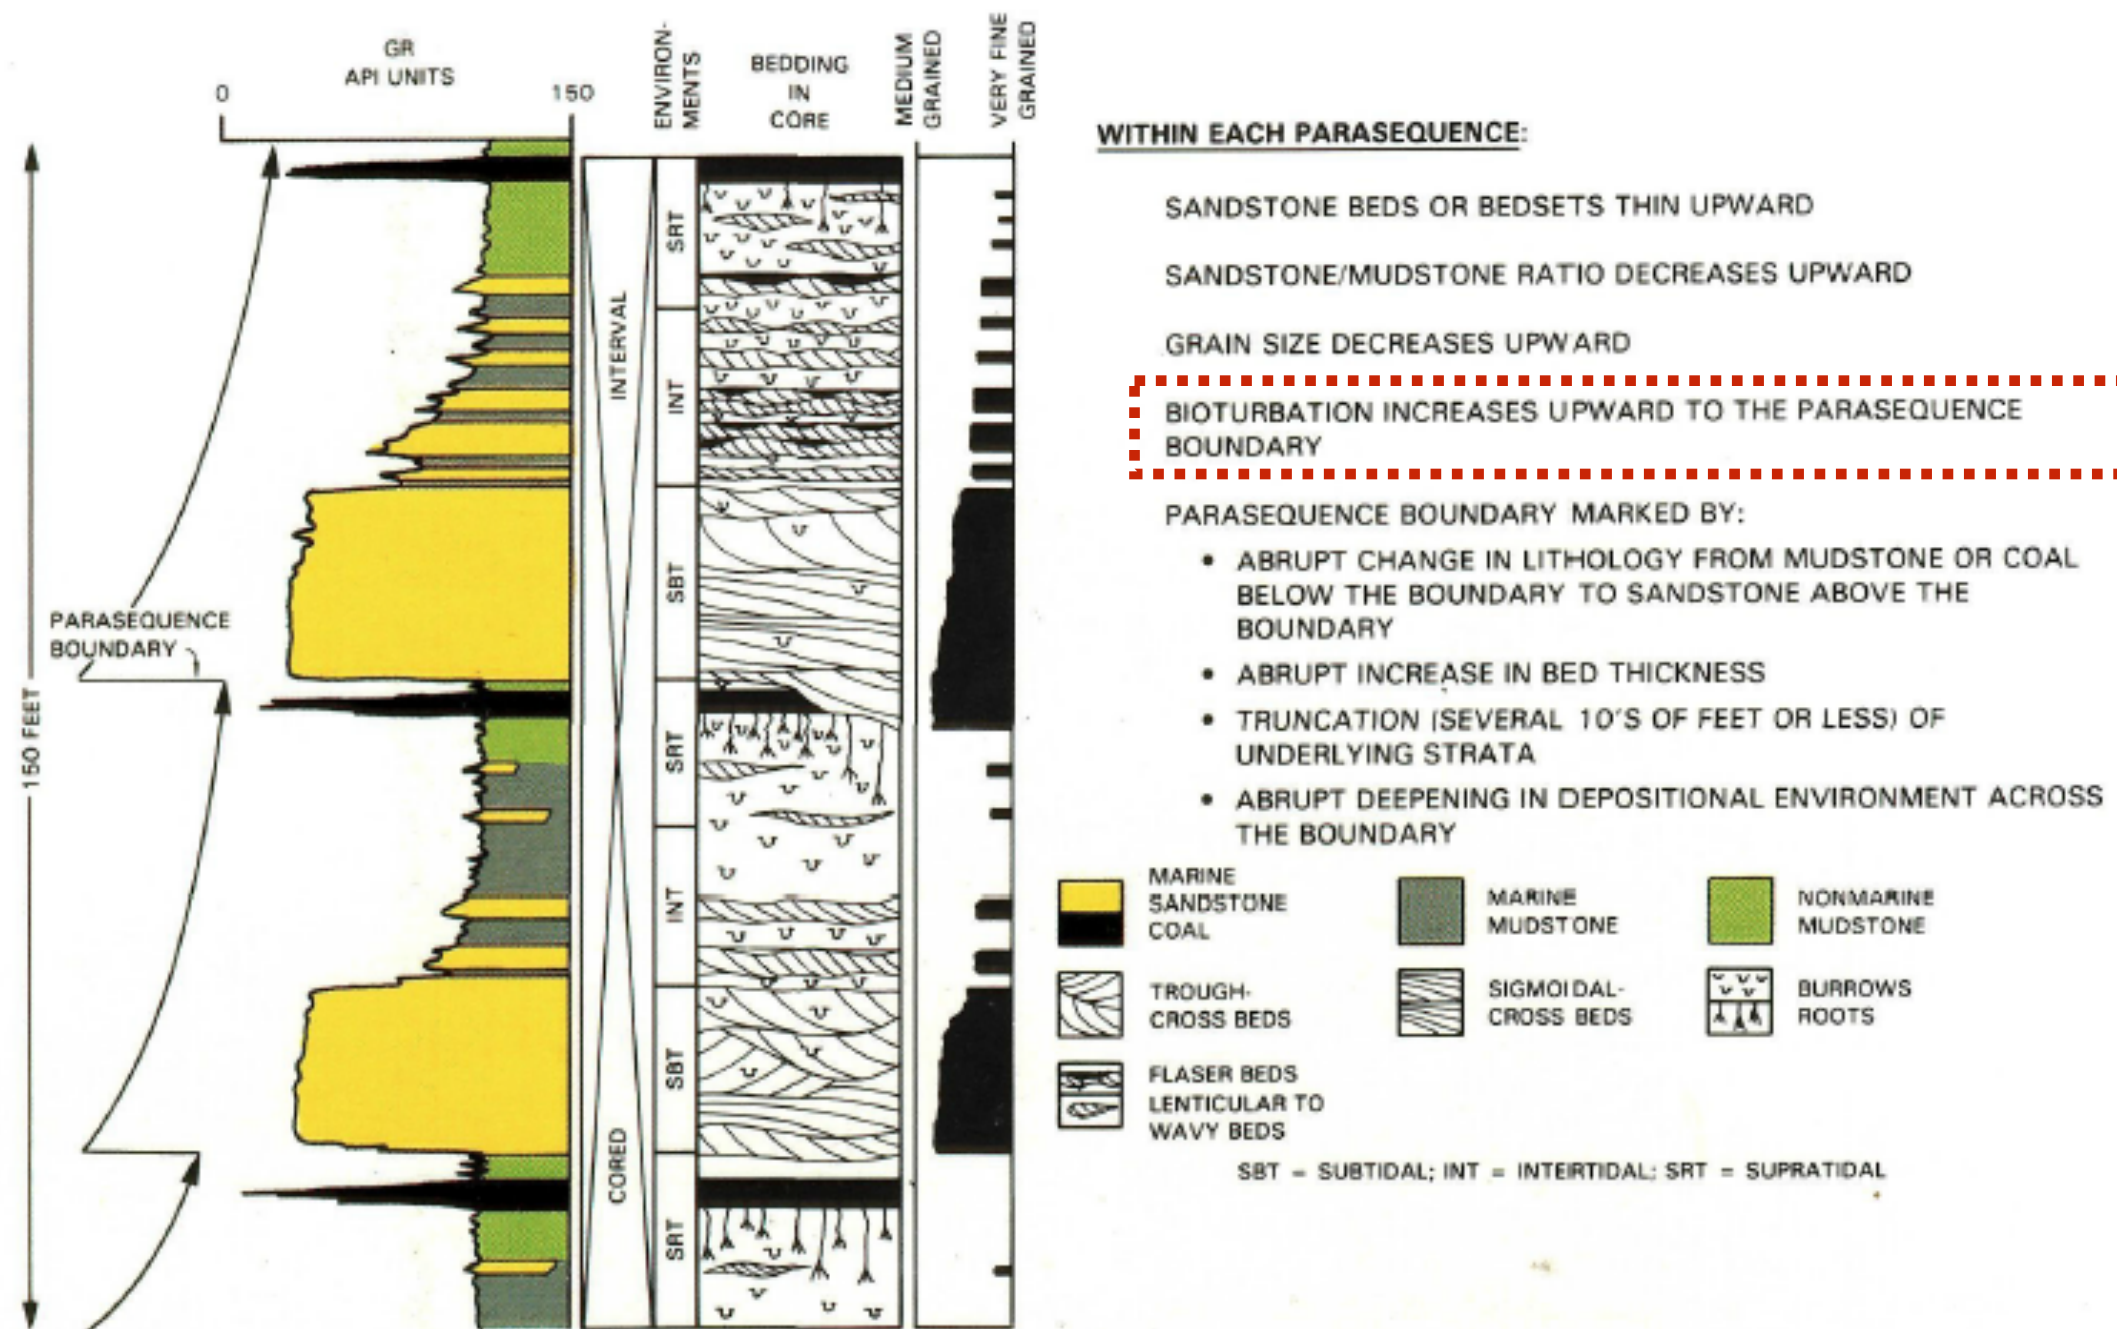 GR
API UNITS
0
150
ENVIRON-
MENTS
BEDDING
IN
CORE
MEDIUM
GRAINED
VERY FINE
GRAINED
150 FEET
PARASEQUENCE
BOUNDARY
INTERVAL
CORED
SRT
INT
SBT
SRT
INT
SBT
SRT
WITHIN EACH PARASEQUENCE:
SANDSTONE BEDS OR BEDSETS THIN UPWARD
SANDSTONE/MUDSTONE RATIO DECREASES UPWARD
GRAIN SIZE DECREASES UPWARD
BIOTURBATION INCREASES UPWARD TO THE PARASEQUENCE
BOUNDARY
PARASEQUENCE BOUNDARY MARKED BY:
• ABRUPT CHANGE IN LITHOLOGY FROM MUDSTONE OR COAL
BELOW THE BOUNDARY TO SANDSTONE ABOVE THE
BOUNDARY
• ABRUPT INCREASE IN BED THICKNESS
• TRUNCATION (SEVERAL 10'S OF FEET OR LESS) OF
UNDERLYING STRATA
• ABRUPT DEEPENING IN DEPOSITIONAL ENVIRONMENT ACROSS
THE BOUNDARY
MARINE
SANDSTONE
COAL
MARINE
MUDSTONE
NONMARINE
MUDSTONE
TROUGH-
CROSS BEDS
SIGMOIDAL-
CROSS BEDS
BURROWS
ROOTS
FLASER BEDS
LENTICULAR TO
WAVY BEDS
SBT = SUBTIDAL; INT = INTEIRTIDAL; SRT = SUPRATIDAL